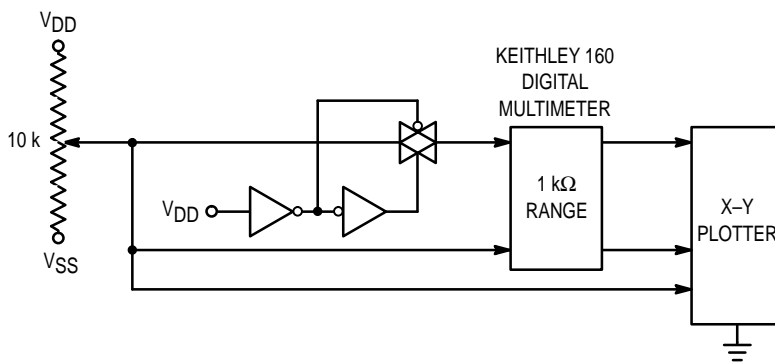 VDD
10 k
VSS
VDD
KEITHLEY 160
DIGITAL
MULTIMETER
1 kΩ
RANGE
X–Y
PLOTTER